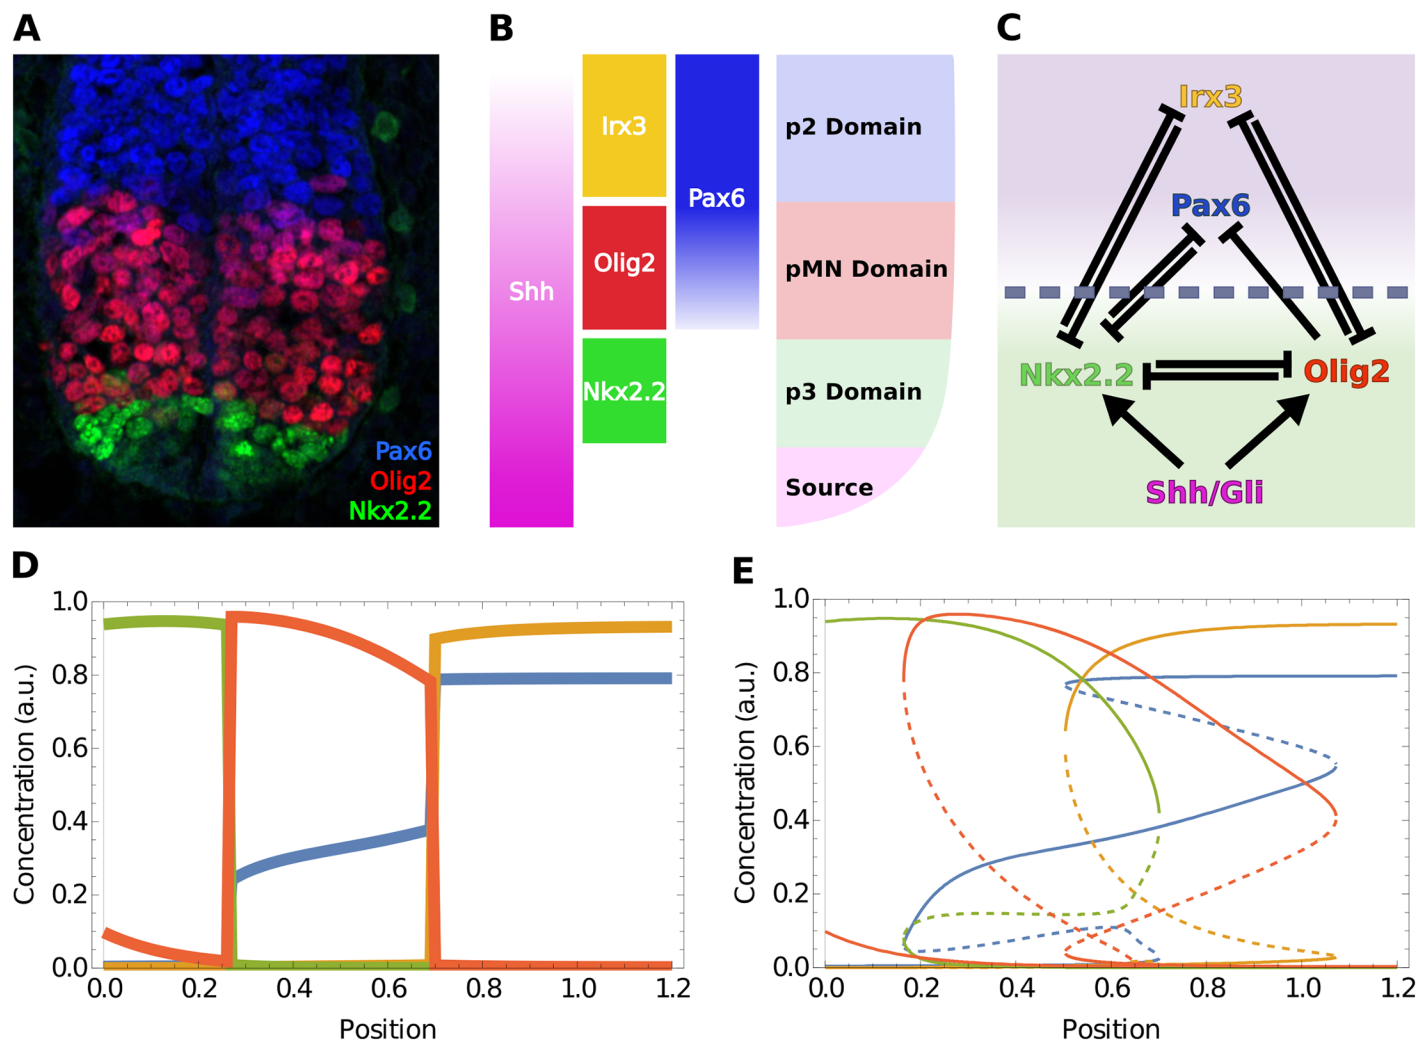 A
Pax6
Olig2
Nkx2.2
B
Shh
Irx3
Olig2
Nkx2.2
Pax6
p2 Domain
pMN Domain
p3 Domain
Source
C
Irx3
Pax6
Nkx2.2
Olig2
Shh/Gli
D
Concentration (a.u.)
1.0
0.8
0.6
0.4
0.2
0.0
0.0 0.2 0.4 0.6 0.8 1.0 1.2
Position
E
Concentration (a.u.)
1.0
0.8
0.6
0.4
0.2
0.0
0.0 0.2 0.4 0.6 0.8 1.0 1.2
Position